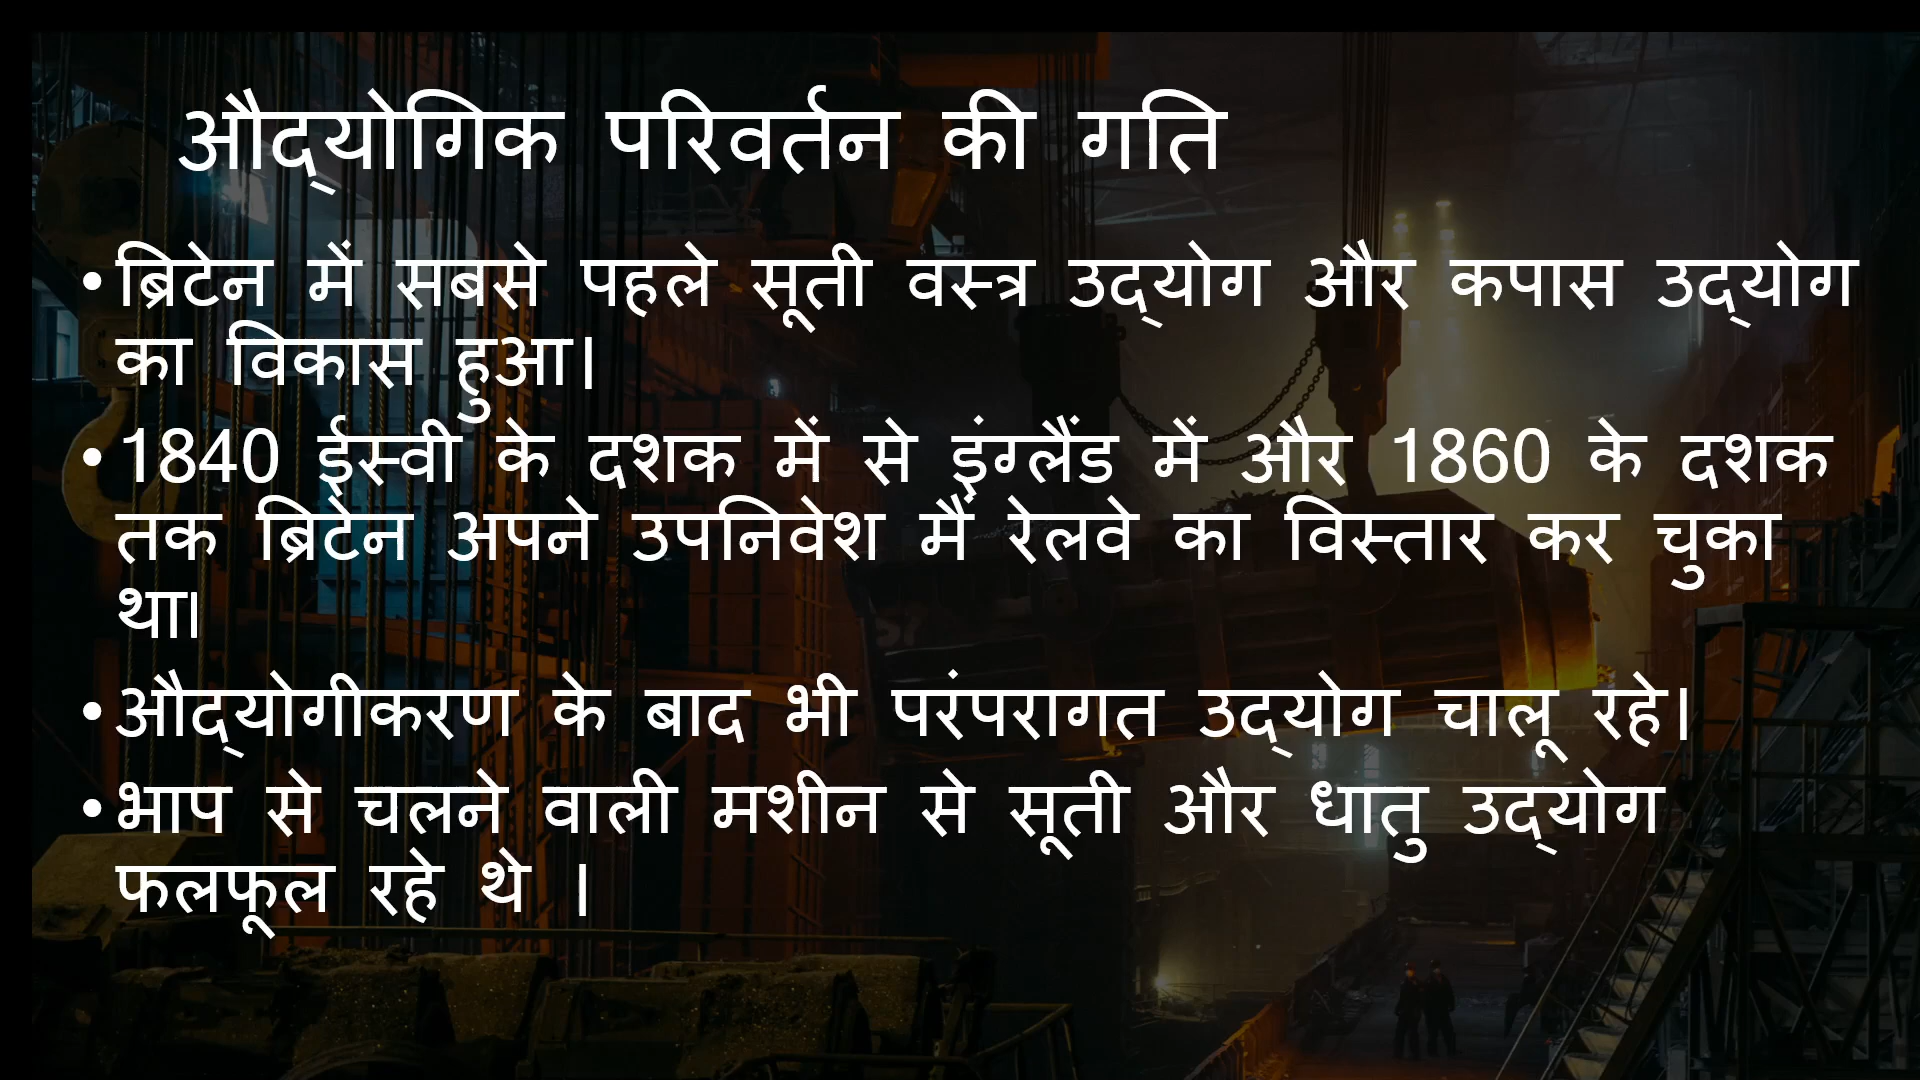 औद्योगिक परिवर्तन की गति
• ब्रिटेन में सबसे पहले सूती वस्त्र उद्योग और कपास उद्योग
का विकास हुआ।
• 1840 ईस्वी के दशक में से इंग्लैंड में और 1860 के दशक
तक ब्रिटेन अपने उपनिवेश मैं रेलवे का विस्तार कर चुका
था।
• औद्योगीकरण के बाद भी परंपरागत उद्योग चालू रहे।
• भाप से चलने वाली मशीन से सूती और धातु उद्योग
फलफूल रहे थे ।